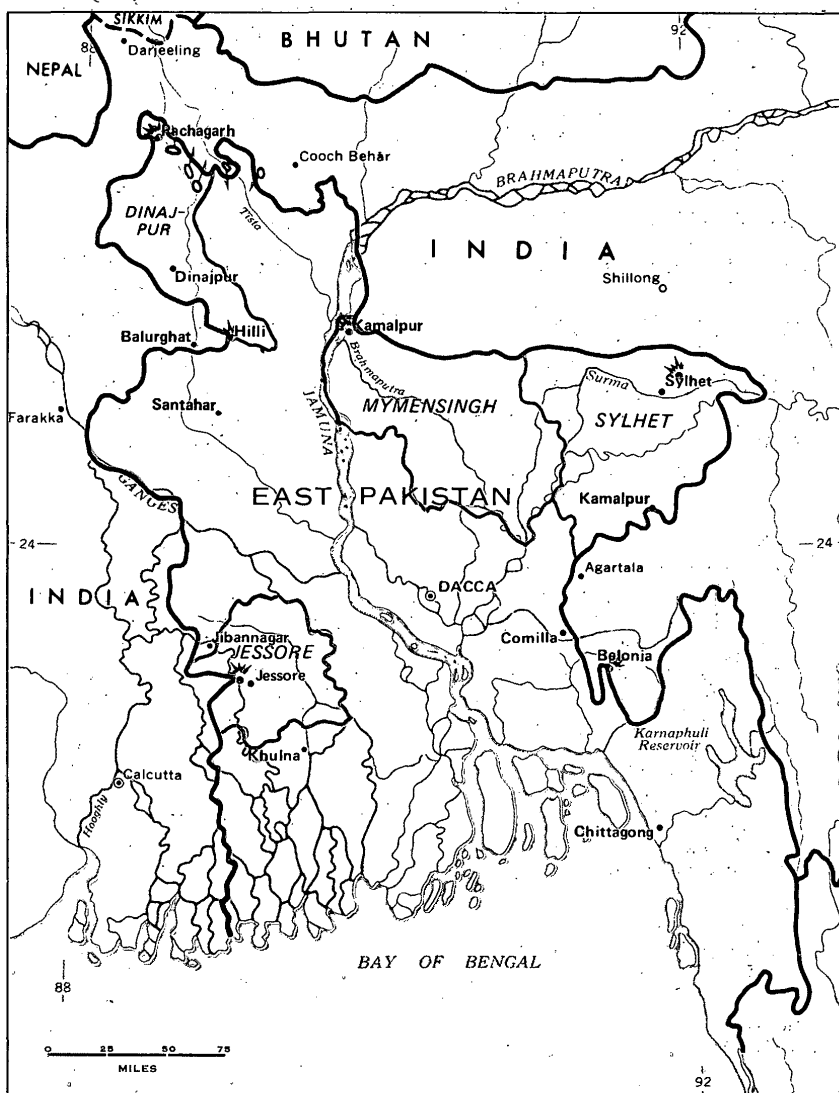 SIKKIM
88
Darjeeling
BHUTAN
92
NEPAL
Pachagarh
Cooch Behar
BRAHMAPUTRA
DINAJ-
PUR
Tista
INDIA
Dinajpur
Shillong
Hilli
Kamalpur
Balurghat
Brahmaputra
Surma
Sylhet
Santahar
MYMENSINGH
SYLHET
Farakka
JAMUNA
GANGES
EAST PAKISTAN
Kamalpur
24
24
Agartala
INDIA
DACCA
Comilla
Jibannagar
JESSORE
Belonia
Jessore
Karnaphuli
Reservoir
Khulna
Calcutta
Hooghly
Chittagong
BAY OF BENGAL
88
0 25 50 75
MILES
92